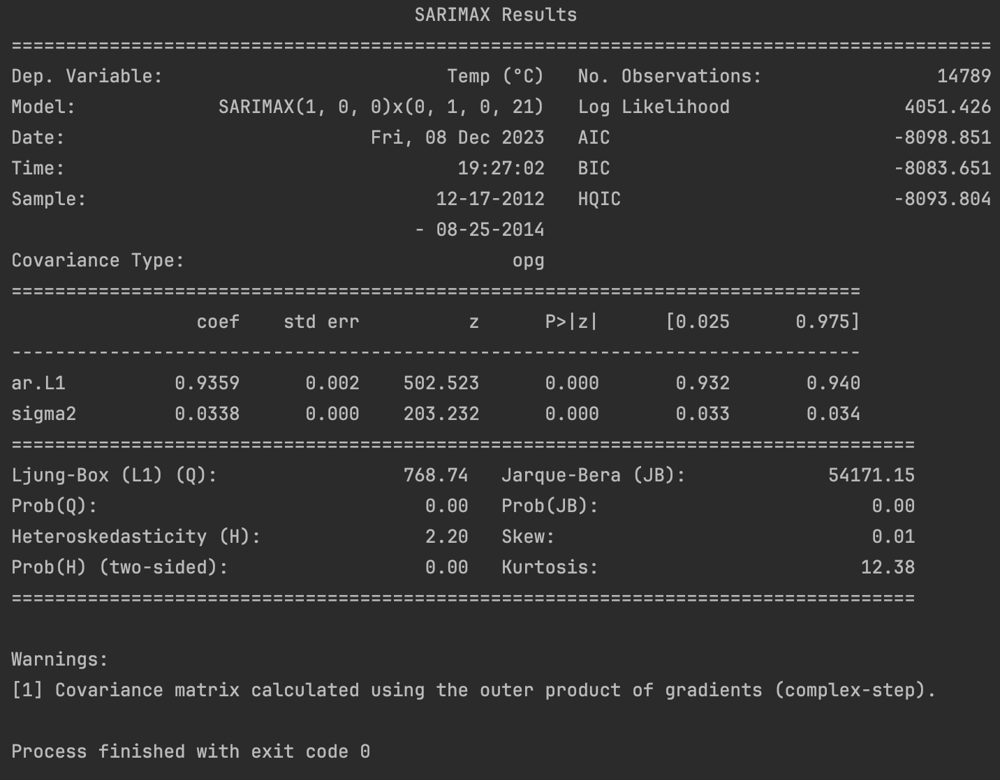 SARIMAX Results
==========================================================================================
Dep. Variable: Temp (°C) No. Observations: 14789
Model: SARIMAX(1, 0, 0)x(0, 1, 0, 21) Log Likelihood 4051.426
Date: Fri, 08 Dec 2023 AIC -8098.851
Time: 19:27:02 BIC -8083.651
Sample: 12-17-2012 HQIC -8093.804
- 08-25-2014
Covariance Type: opg
==============================================================================
coef std err z P>|z| [0.025 0.975]
------------------------------------------------------------------------------
ar.L1 0.9359 0.002 502.523 0.000 0.932 0.940
sigma2 0.0338 0.000 203.232 0.000 0.033 0.034
===================================================================================
Ljung-Box (L1) (Q): 768.74 Jarque-Bera (JB): 54171.15
Prob(Q): 0.00 Prob(JB): 0.00
Heteroskedasticity (H): 2.20 Skew: 0.01
Prob(H) (two-sided): 0.00 Kurtosis: 12.38
===================================================================================
Warnings:
[1] Covariance matrix calculated using the outer product of gradients (complex-step).
Process finished with exit code 0